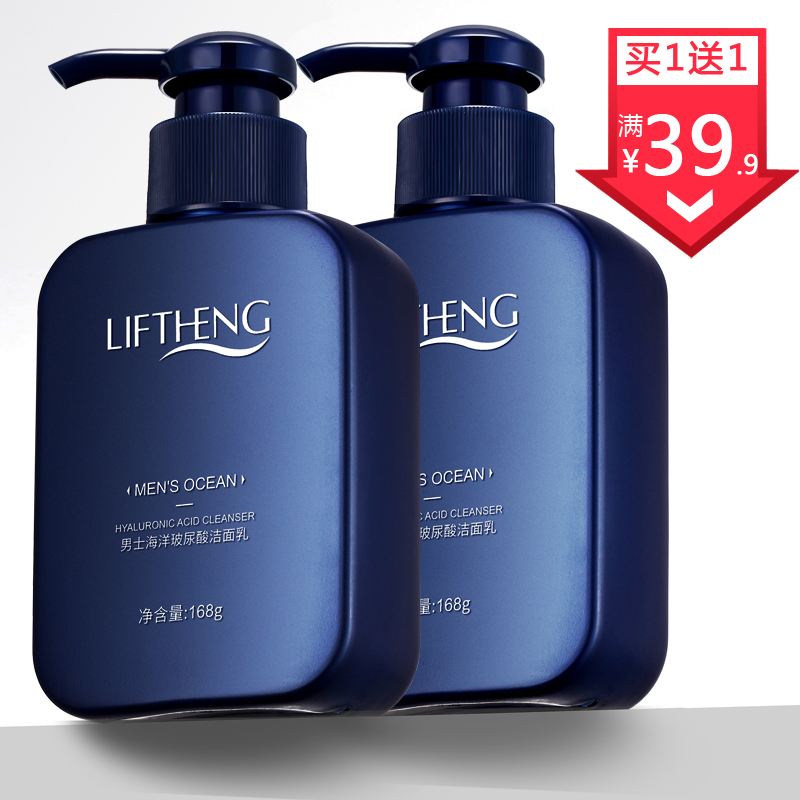 买1送1
满
¥39.9
LIFTHENG
MEN'S OCEAN
HYALURONIC ACID CLEANSER
男士海洋玻尿酸洁面乳
净含量:168g
THENG
S OCEAN
C ACID CLEANSER
玻尿酸洁面乳
量:168g